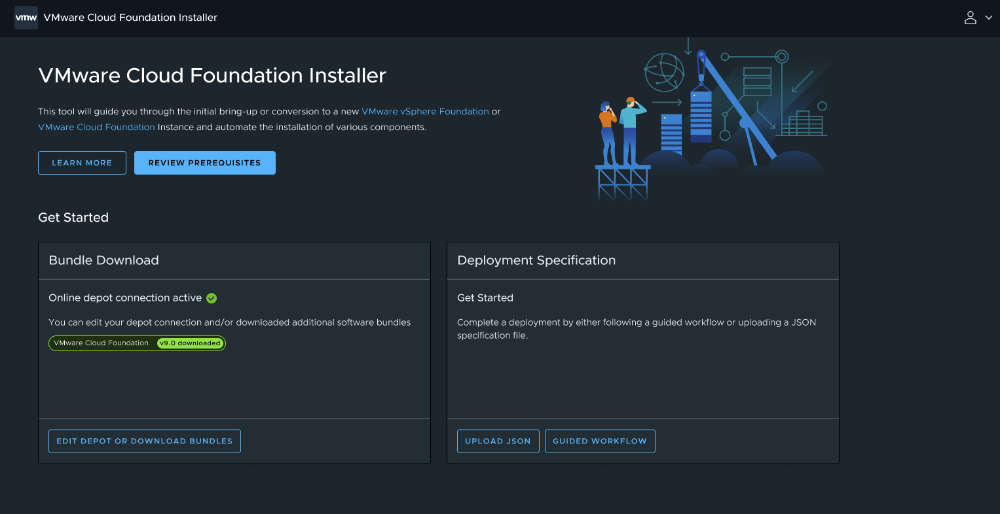 vmw VMware Cloud Foundation Installer
VMware Cloud Foundation Installer
This tool will guide you through the initial bring-up or conversion to a new VMware vSphere Foundation or
VMware Cloud Foundation Instance and automate the installation of various components.
LEARN MORE REVIEW PREREQUISITES
Get Started
Bundle Download
Online depot connection active
You can edit your depot connection and/or downloaded additional software bundles
VMware Cloud Foundation v9.0 downloaded
EDIT DEPOT OR DOWNLOAD BUNDLES
Deployment Specification
Get Started
Complete a deployment by either following a guided workflow or uploading a JSON
specification file.
UPLOAD JSON GUIDED WORKFLOW